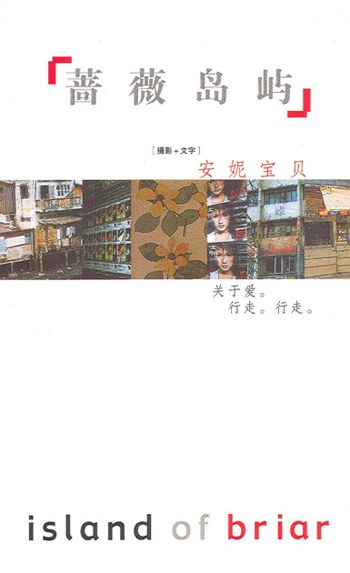 蔷薇岛屿
[摄影+文字]
安妮宝贝
关于爱。
行走。行走。
island of briar